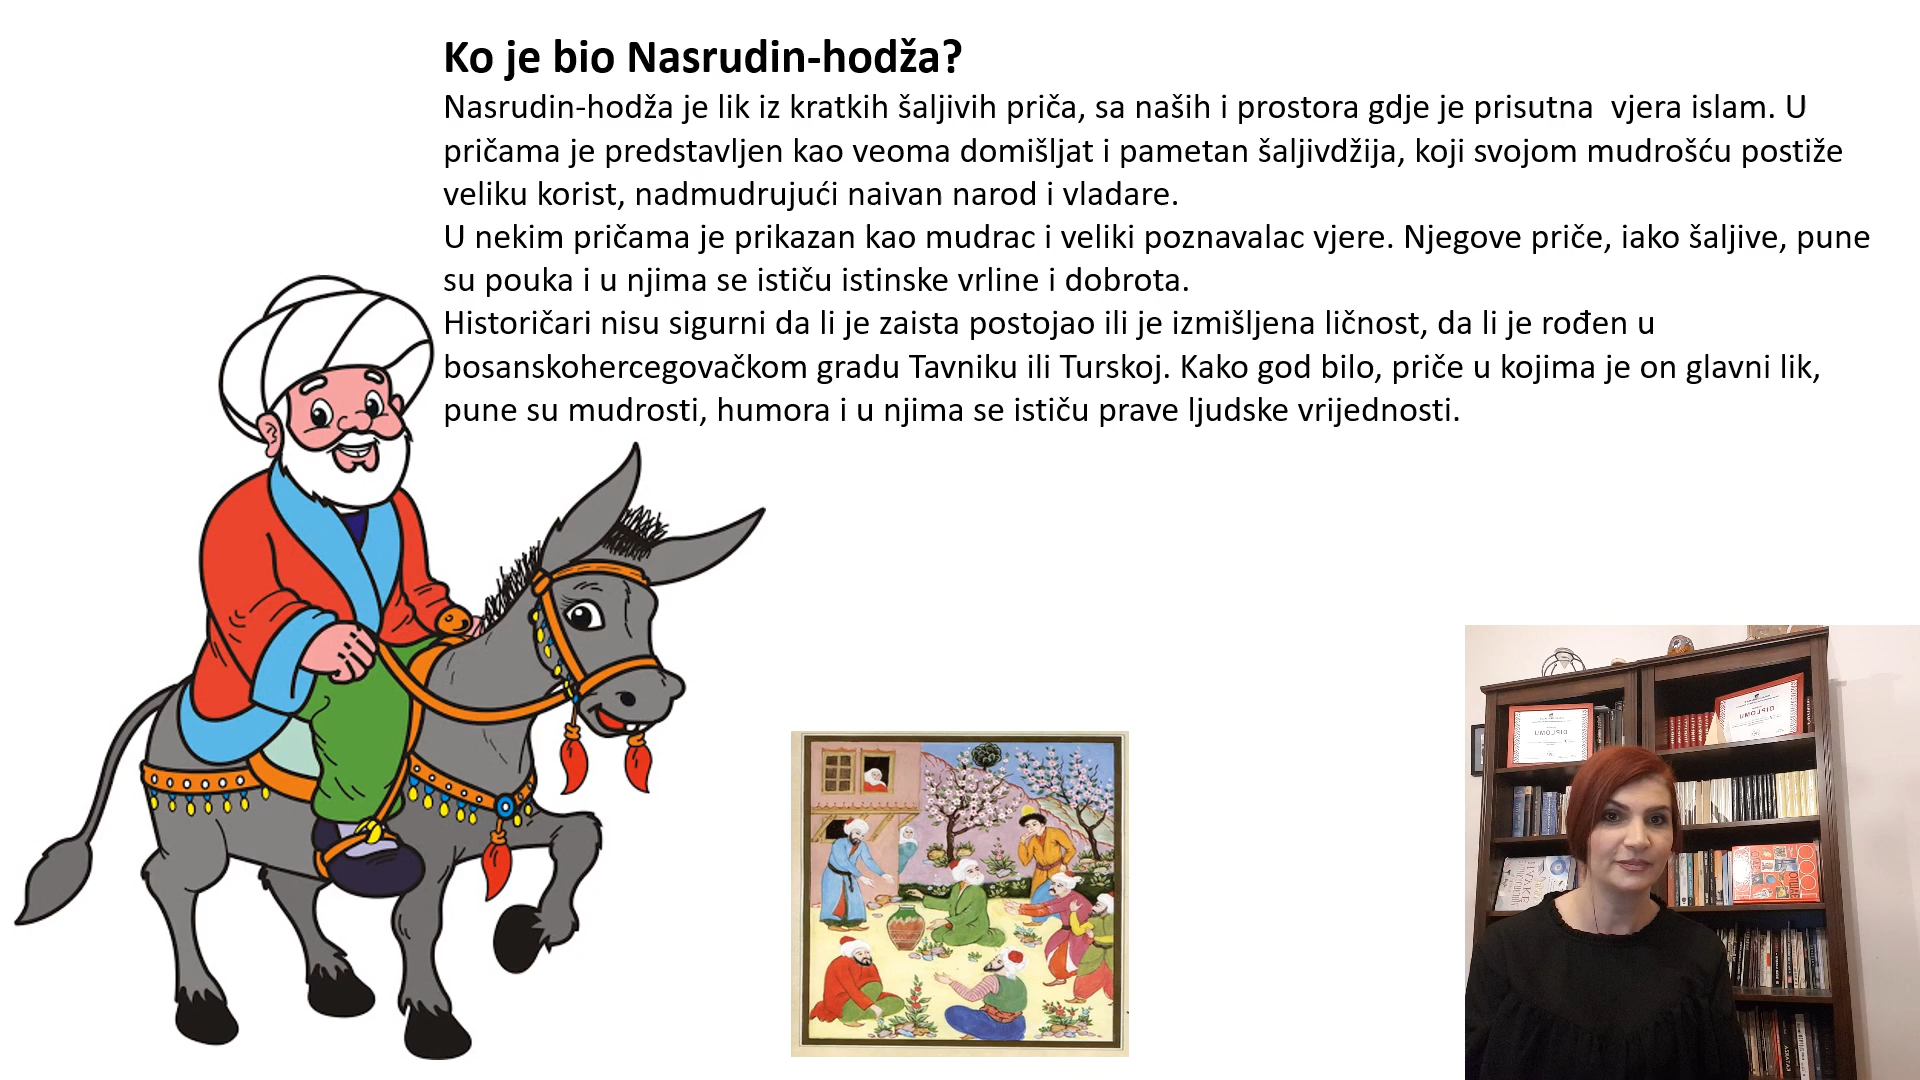 Ko je bio Nasrudin-hodža?
Nasrudin-hodža je lik iz kratkih šaljivih priča, sa naših i prostora gdje je prisutna  vjera islam. U
pričama je predstavljen kao veoma domišljat i pametan šaljivdžija, koji svojom mudrošću postiže
veliku korist, nadmudrujući naivan narod i vladare.
U nekim pričama je prikazan kao mudrac i veliki poznavalac vjere. Njegove priče, iako šaljive, pune
su pouka i u njima se ističu istinske vrline i dobrota.
Historičari nisu sigurni da li je zaista postojao ili je izmišljena ličnost, da li je rođen u
bosanskohercegovačkom gradu Tavniku ili Turskoj. Kako god bilo, priče u kojima je on glavni lik,
pune su mudrosti, humora i u njima se ističu prave ljudske vrijednosti.
DIPLOMU
DIPLOMU